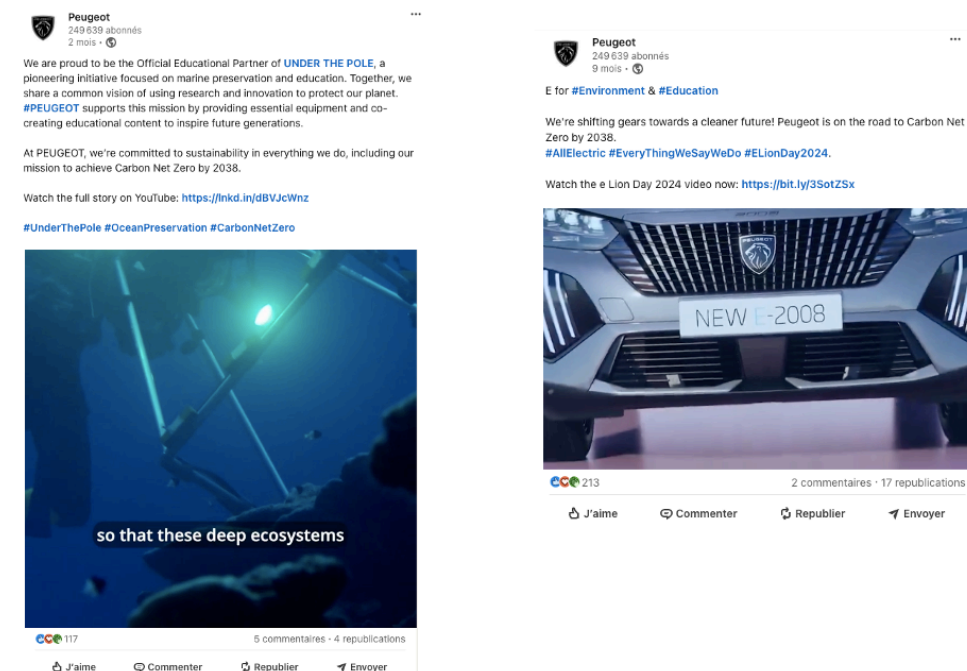 Peugeot
249 639 abonnés
2 mois •
We are proud to be the Official Educational Partner of UNDER THE POLE, a
pioneering initiative focused on marine preservation and education. Together, we
share a common vision of using research and innovation to protect our planet.
#PEUGEOT supports this mission by providing essential equipment and co-
creating educational content to inspire future generations.
At PEUGEOT, we're committed to sustainability in everything we do, including our
mission to achieve Carbon Net Zero by 2038.
Watch the full story on YouTube: https://lnkd.in/dBVJcWnz
#UnderThePole #OceanPreservation #CarbonNetZero
so that these deep ecosystems
117
5 commentaires · 4 republications
J'aime Commenter Republier Envoyer
Peugeot
249 639 abonnés
9 mois •
E for #Environment & #Education
We're shifting gears towards a cleaner future! Peugeot is on the road to Carbon Net
Zero by 2038.
#AllElectric #EveryThingWeSayWeDo #ELionDay2024.
Watch the e Lion Day 2024 video now: https://bit.ly/3SotZSx
PEUGEOT
NEW E-2008
213
2 commentaires · 17 republications
J'aime Commenter Republier Envoyer